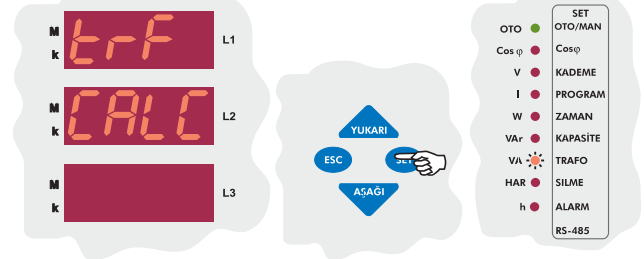 M
k
trF
L1
M
k
CALC
L2
M
k
L3
YUKARI
ESC
SET
AŞAĞI
SET
OTO OTO/MAN
Cos φ Cosφ
V KADEME
I PROGRAM
W ZAMAN
VAr KAPASİTE
VA TRAFO
HAR SİLME
h ALARM
RS-485